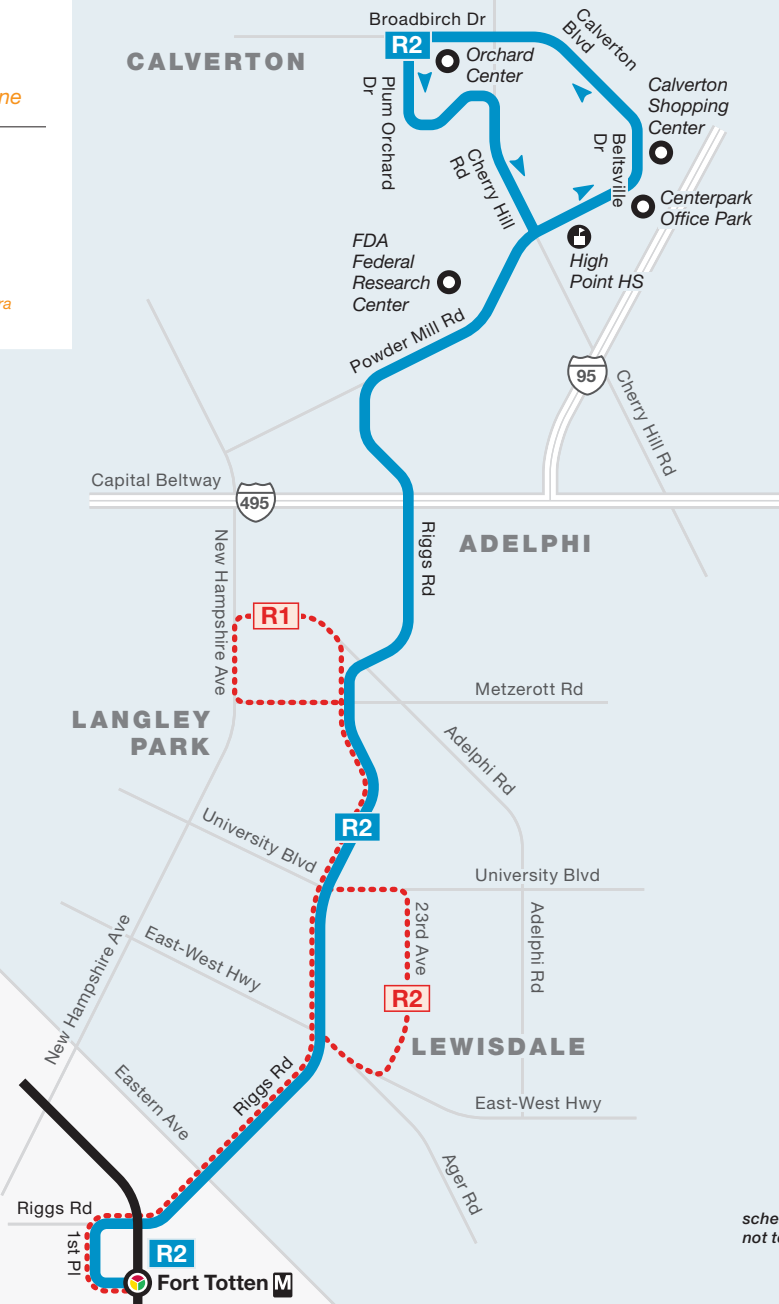 Broadbirch Dr
R2
CALVERTON
Orchard
Center
Calverton
Blvd
ne
Plum Orchard
Dr
Calverton
Shopping
Center
Beltsville
Dr
Cherry Hill
Rd
Centerpark
Office Park
FDA
Federal
Research
Center
High
Point HS
ra
Powder Mill Rd
95
Cherry Hill Rd
Capital Beltway
495
ADELPHI
Riggs Rd
New Hampshire Ave
R1
Metzerott Rd
LANGLEY
PARK
Adelphi Rd
R2
University Blvd
University Blvd
23rd Ave
Adelphi Rd
East-West Hwy
New Hampshire Ave
R2
LEWISDALE
Riggs Rd
Eastern Ave
East-West Hwy
Ager Rd
Riggs Rd
1st Pl
sche
not t
R2
Fort Totten M